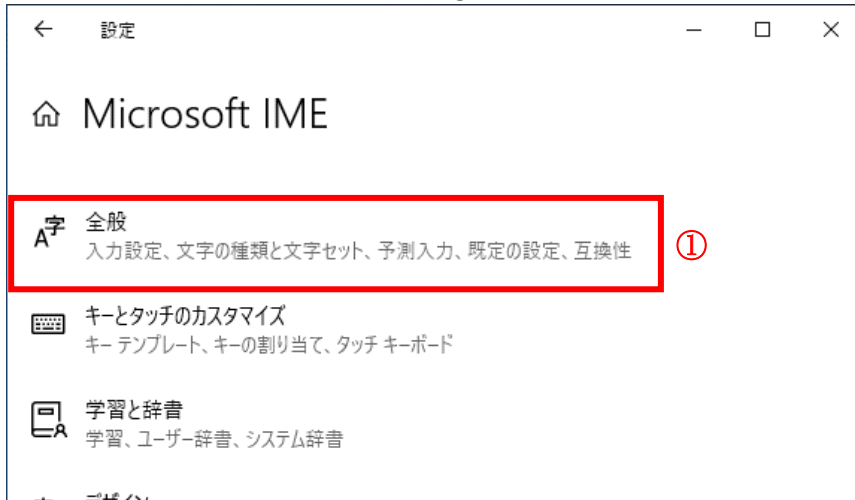 設定
Microsoft IME
全般
入力設定、文字の種類と文字セット、予測入力、既定の設定、互換性
①
キーとタッチのカスタマイズ
キー テンプレート、キーの割り当て、タッチ キーボード
学習と辞書
学習、ユーザー辞書、システム辞書
デザイン